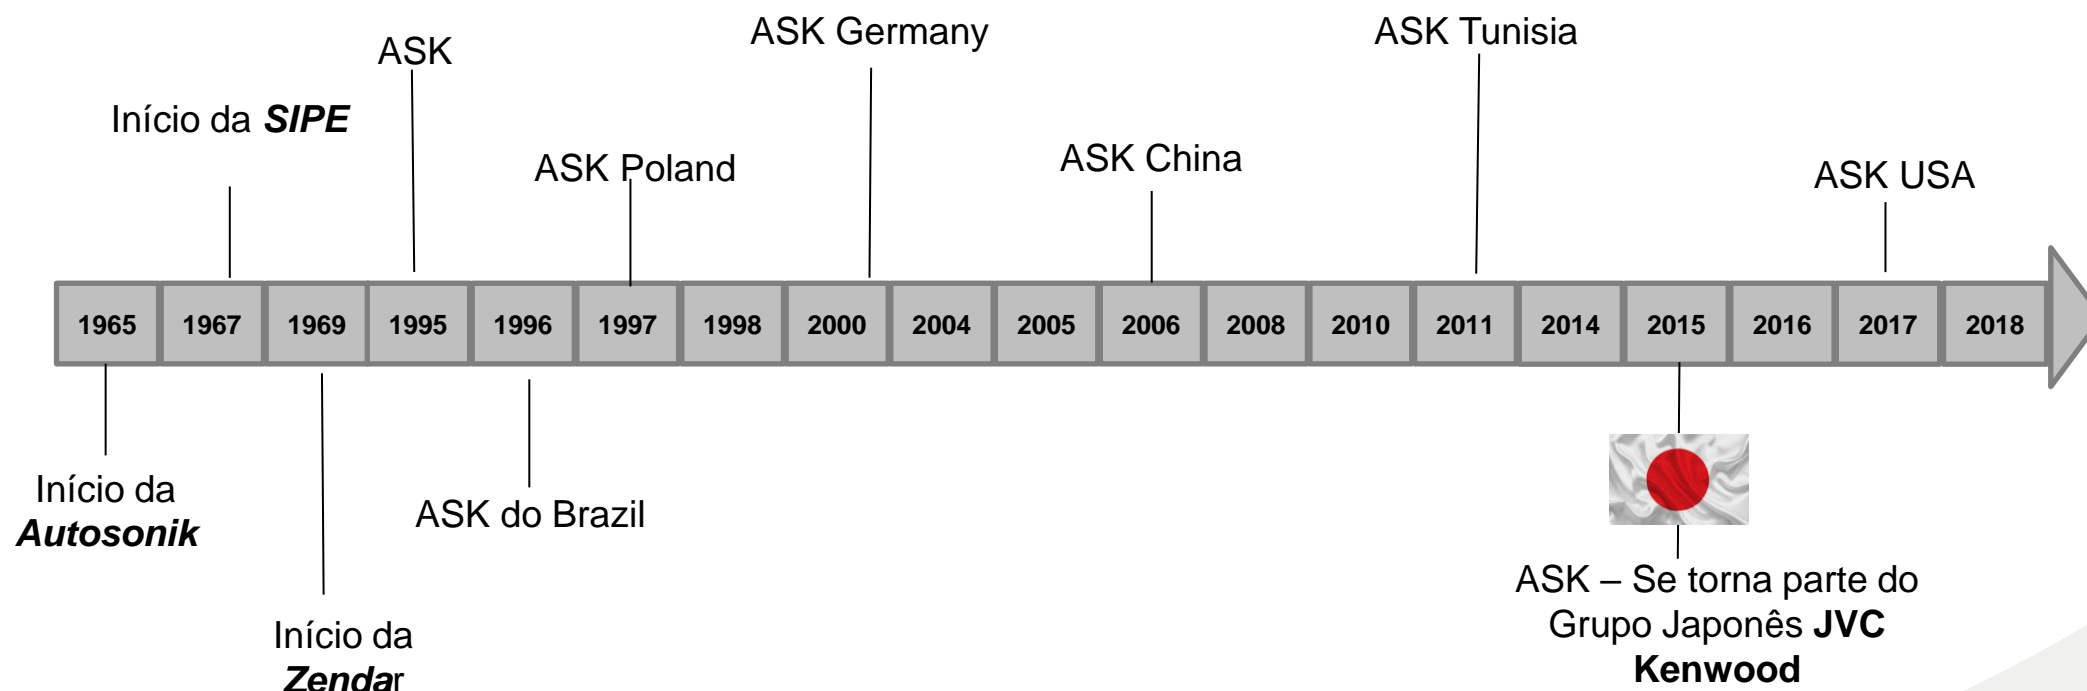 ASK Germany
ASK Tunisia
ASK
Início da SIPE
ASK Poland
ASK China
ASK USA
1965 1967 1969 1995 1996 1997 1998 2000 2004 2005 2006 2008 2010 2011 2014 2015 2016 2017 2018
Início da
Autosonik
ASK do Brazil
Início da
Zendar
ASK – Se torna parte do
Grupo Japonês JVC
Kenwood